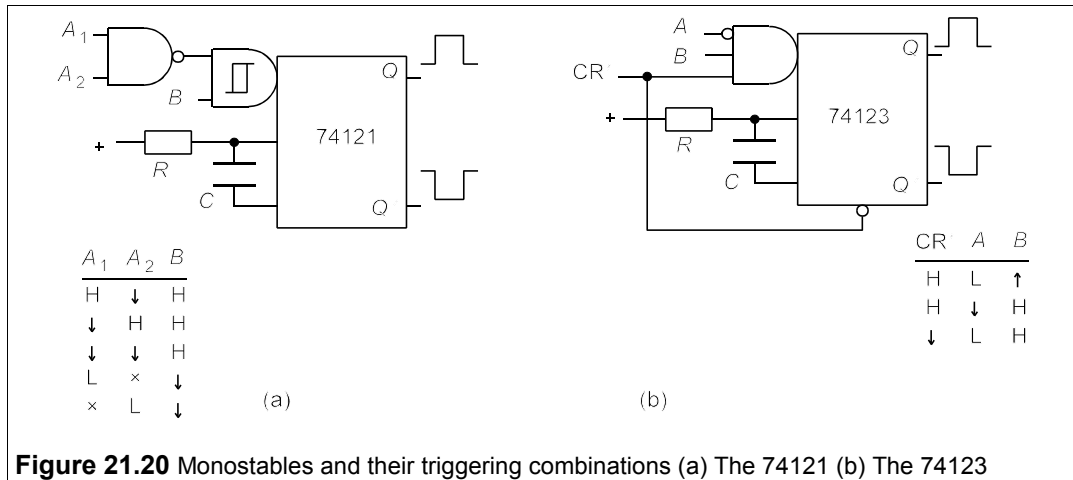 A1
A2
B
Q
74121
+
R
C
Q
A1 A2 B
H ↓ H
↓ H H
↓ ↓ H
L × ↓
× L ↓
(a)
A
B
CR
Q
74123
+
R
C
Q
CR A B
H L ↑
H ↓ H
↓ L H
(b)
Figure 21.20 Monostables and their triggering combinations (a) The 74121 (b) The 74123